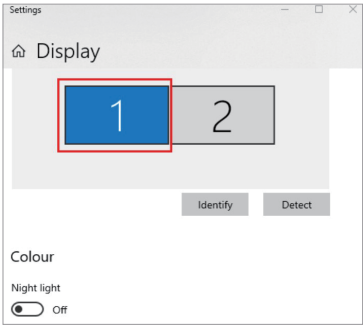 Settings
Display
1 2
Identify Detect
Colour
Night light
Off